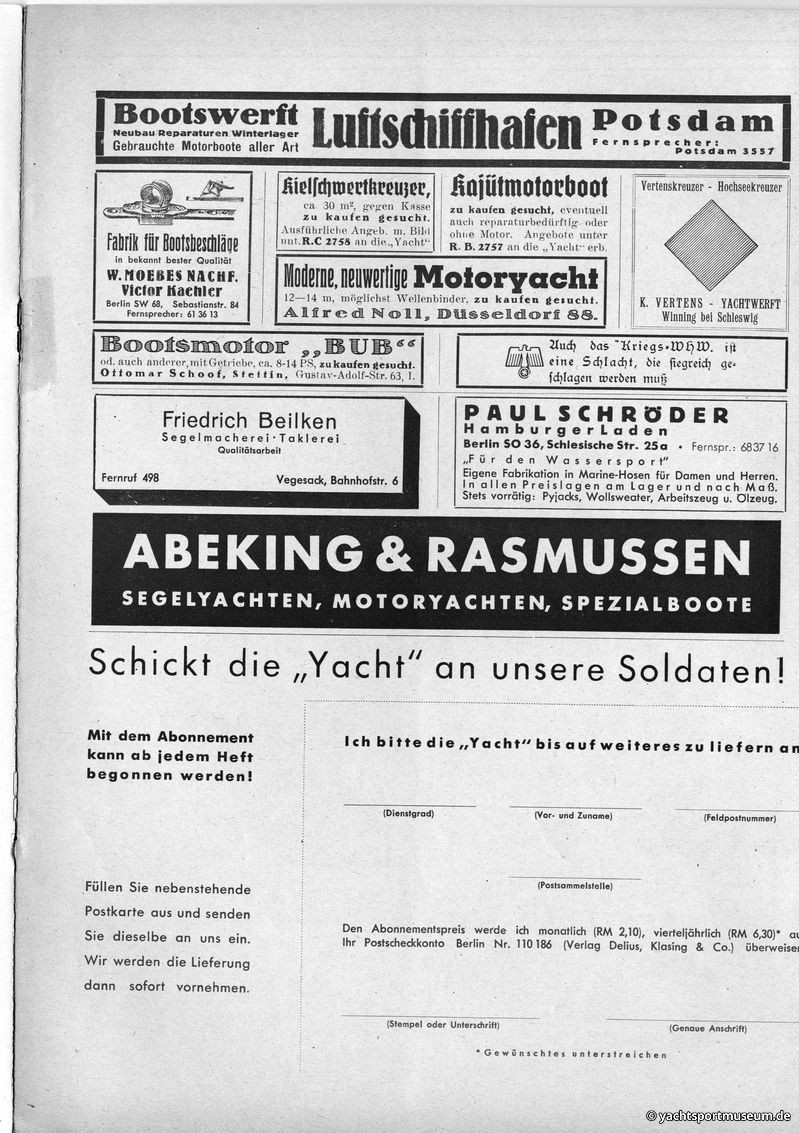 Bootswerft
Neubau/Reparaturen/Winterlager
Gebrauchte Motorboote aller Art
Luftschiffhafen
Potsdam
Fernsprecher:
Potsdam 3557
Fabrik für Bootsbeschläge
in bekannt bester Qualität
W. MOEBES NACHF.
Victor Kaehler
Berlin SW 68, Sebastianstr. 84
Fernsprecher: 61 36 13
Kielschwertkreuzer,
ca. 30 m², gegen Kasse
zu kaufen gesucht.
Ausführliche Angeb. m. Bild
unt. R.C 2758 an die „Yacht“
Kajütmotorboot
zu kaufen gesucht, eventuell
auch reparaturbedürftig oder
ohne Motor. Angebote unter
R. B. 2757 an die „Yacht“ erb.
Moderne, neuwertige Motoryacht
12—14 m, möglichst Wellenbinder, zu kaufen gesucht.
Alfred Noll, Düsseldorf 88.
Vertenskreuzer - Hochseekreuzer
K. VERTENS - YACHTWERFT
Winning bei Schleswig
Bootsmotor „BUB“
od. auch anderer, mit Getriebe, ca. 8-14 PS, zu kaufen gesucht.
Ottomar Schoof, Stettin, Gustav-Adolf-Str. 63, I.
Auch das Kriegs-WHW. ist
eine Schlacht, die siegreich ge-
schlagen werden muß
Friedrich Beilken
Segelmacherei · Taklerei
Qualitätsarbeit
Fernruf 498
Vegesack, Bahnhofstr. 6
PAUL SCHRÖDER
Hamburger Laden
Berlin SO 36, Schlesische Str. 25a • Fernspr.: 68 37 16
„Für den Wassersport“
Eigene Fabrikation in Marine-Hosen für Damen und Herren.
In allen Preislagen am Lager und nach Maß.
Stets vorrätig: Pyjacks, Wollsweater, Arbeitszeug u. Ölzeug.
ABEKING & RASMUSSEN
SEGELYACHTEN, MOTORYACHTEN, SPEZIALBOOTE
Schickt die „Yacht“ an unsere Soldaten!
Mit dem Abonnement
kann ab jedem Heft
begonnen werden!
Füllen Sie nebenstehende
Postkarte aus und senden
Sie dieselbe an uns ein.
Wir werden die Lieferung
dann sofort vornehmen.
Ich bitte die „Yacht“ bis auf weiteres zu liefern an
(Dienstgrad)
(Vor- und Zuname)
(Feldpostnummer)
(Postsammelstelle)
Den Abonnementspreis werde ich monatlich (RM 2,10), vierteljährlich (RM 6,30)* au
Ihr Postscheckkonto Berlin Nr. 110 186 (Verlag Delius, Klasing & Co.) überweisen
(Stempel oder Unterschrift)
(Genaue Anschrift)
* Gewünschtes unterstreichen
© yachtsportmuseum.de